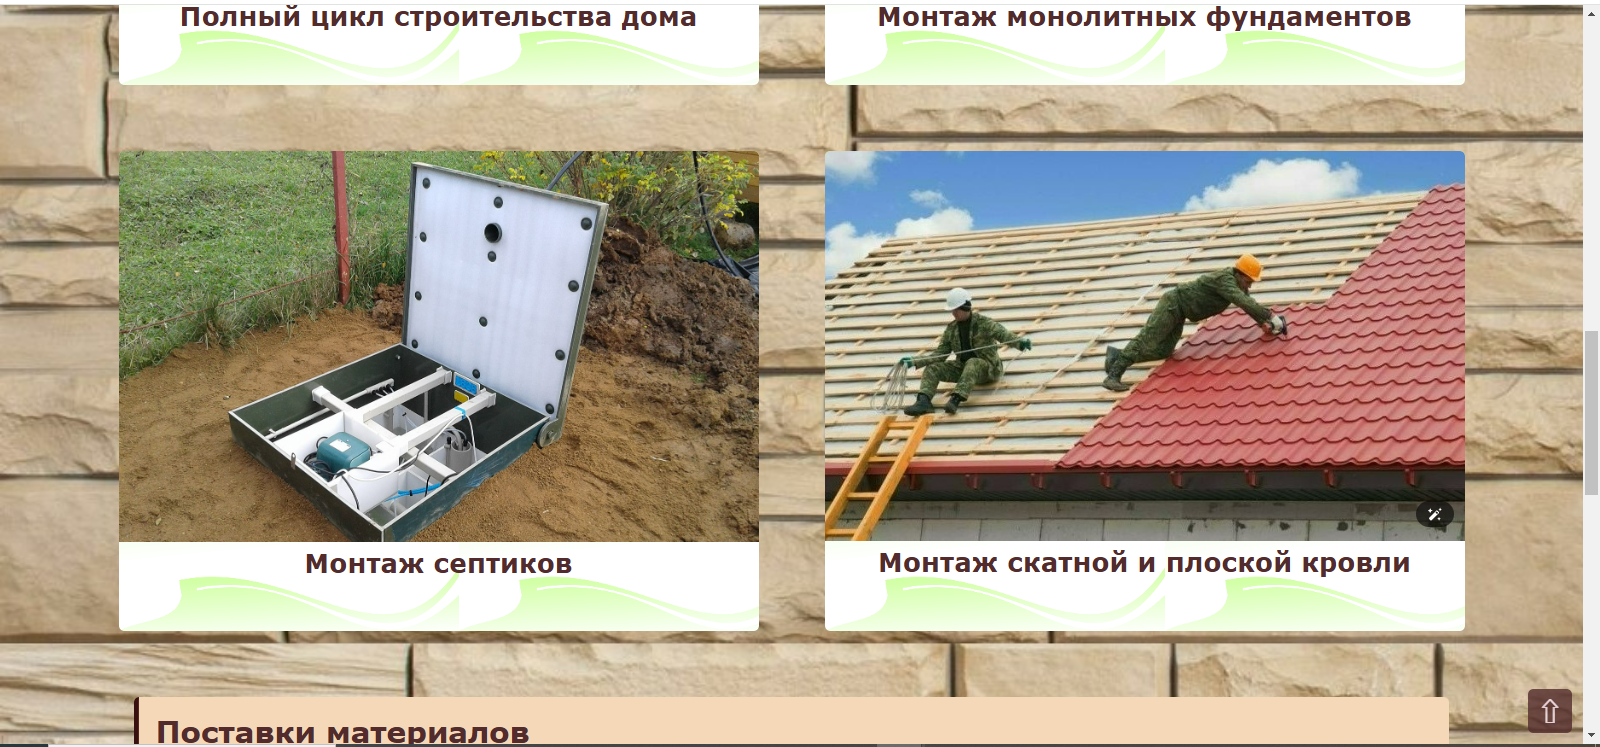 Полный цикл строительства дома
Монтаж монолитных фундаментов
Монтаж септиков
Монтаж скатной и плоской кровли
Поставки материалов